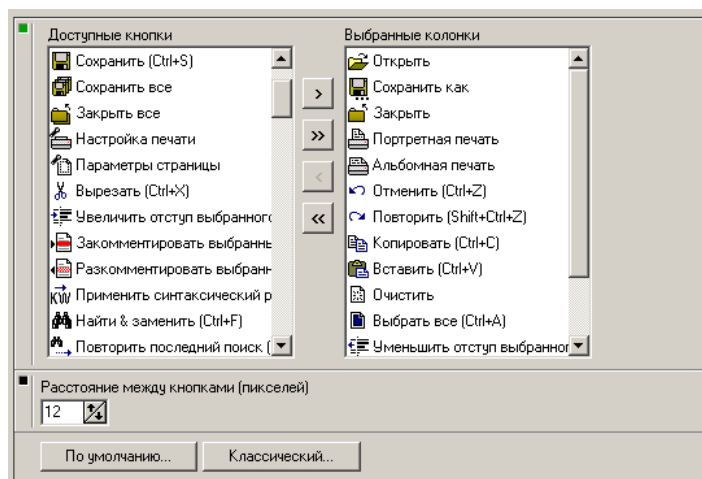 Доступные кнопки
Сохранить (Ctrl+S)
Сохранить все
Закрыть все
Настройка печати
Параметры страницы
Вырезать (Ctrl+X)
Увеличить отступ выбранного
Закомментировать выбраннь
Разкомментировать выбранн
KW Применить синтаксический р
Найти & заменить (Ctrl+F)
Повторить последний поиск (
>
>>
<
<<
Выбранные колонки
Открыть
Сохранить как
Закрыть
Портретная печать
Альбомная печать
Отменить (Ctrl+Z)
Повторить (Shift+Ctrl+Z)
Копировать (Ctrl+C)
Вставить (Ctrl+V)
Очистить
Выбрать все (Ctrl+A)
Уменьшить отступ выбранног
Расстояние между кнопками (пикселей)
12
По умолчанию... Классический...